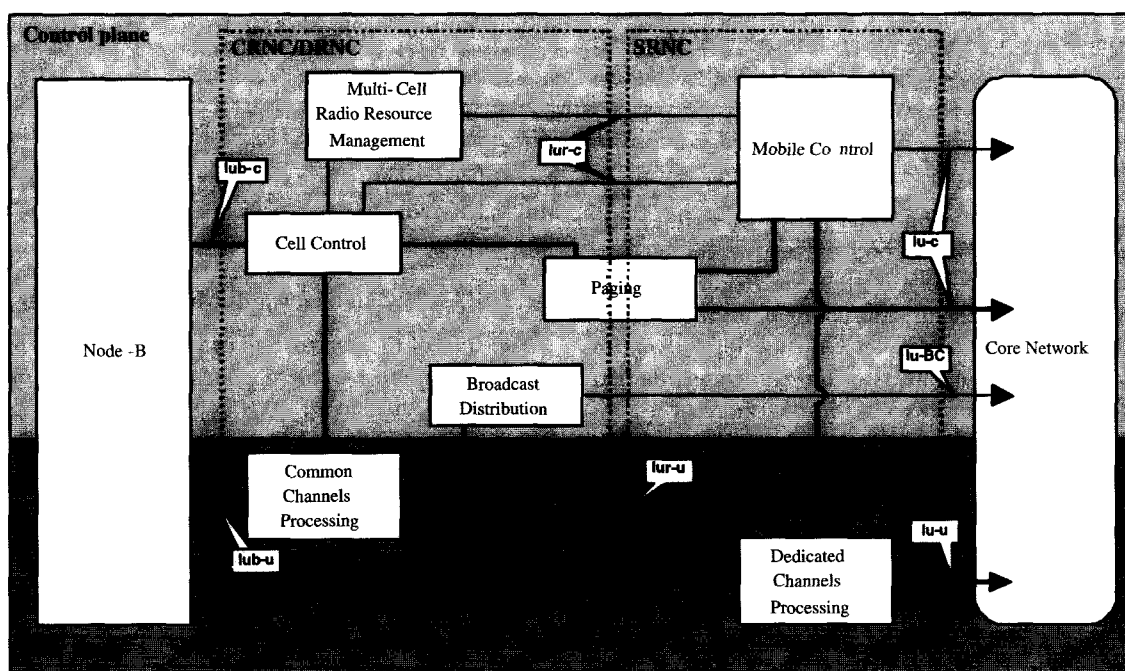 Control plane
CRNC/DRNC
SRNC
Multi-Cell
Radio Resource
Management
Iur-c
Mobile Co ntrol
Iub-c
Cell Control
Iu-c
Paging
Node -B
Iu-BC
Core Network
Broadcast
Distribution
Common
Channels
Processing
Iur-u
Iu-u
Iub-u
Dedicated
Channels
Processing